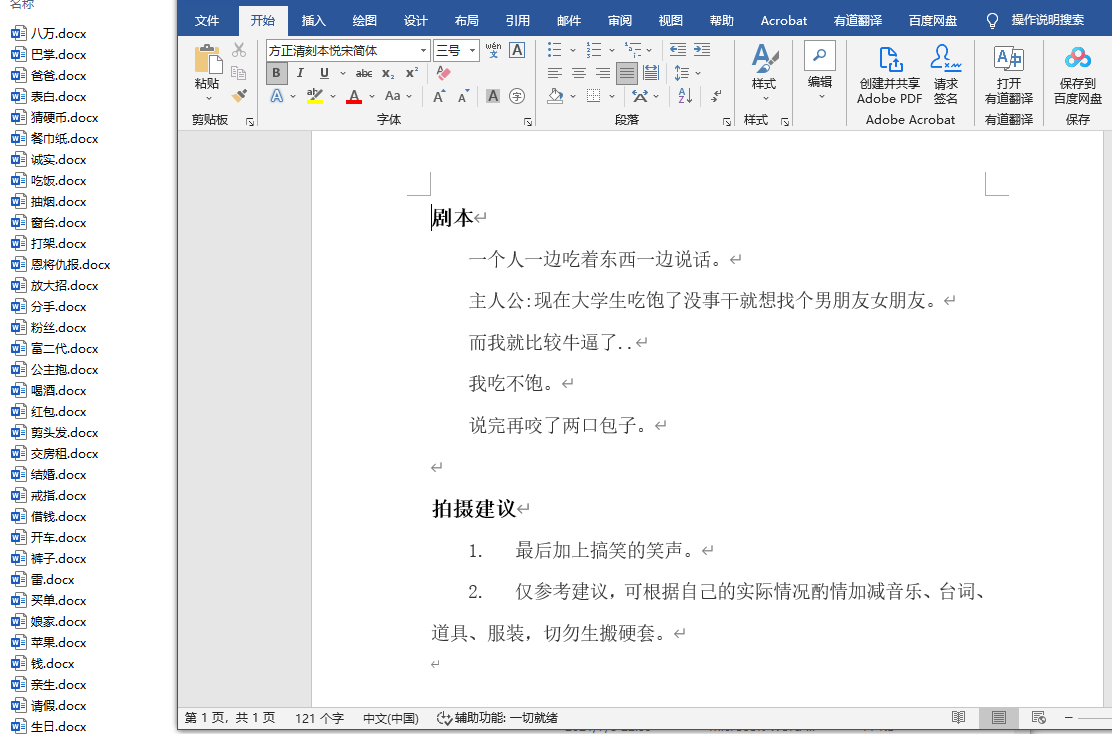 名称
八万.docx
巴掌.docx
爸爸.docx
表白.docx
猜硬币.docx
餐巾纸.docx
诚实.docx
吃饭.docx
抽烟.docx
窗台.docx
打架.docx
恩将仇报.docx
放大招.docx
分手.docx
粉丝.docx
富二代.docx
公主抱.docx
喝酒.docx
红包.docx
剪头发.docx
交房租.docx
结婚.docx
戒指.docx
借钱.docx
开车.docx
裤子.docx
雷.docx
买单.docx
娘家.docx
苹果.docx
钱.docx
亲生.docx
请假.docx
生日.docx
文件 开始 插入 绘图 设计 布局 引用 邮件 审阅 视图 帮助 Acrobat 有道翻译 百度网盘 操作说明搜索
方正清刻本悦宋简体 三号 wén 文 A
B I U abc x₂ x²
A ab A Aa A A A 字
粘贴
样式
编辑
创建并共享 Adobe PDF
请求 签名
打开 有道翻译
保存到 百度网盘
剪贴板 字体 段落 样式 Adobe Acrobat 有道翻译 保存
剧本
一个人一边吃着东西一边说话。
主人公:现在大学生吃饱了没事干就想找个男朋友女朋友。
而我就比较牛逼了..
我吃不饱。
说完再咬了两口包子。
拍摄建议
1. 最后加上搞笑的笑声。
2. 仅参考建议，可根据自己的实际情况酌情加减音乐、台词、
道具、服装，切勿生搬硬套。
第 1 页，共 1 页 121 个字 中文(中国) 辅助功能: 一切就绪